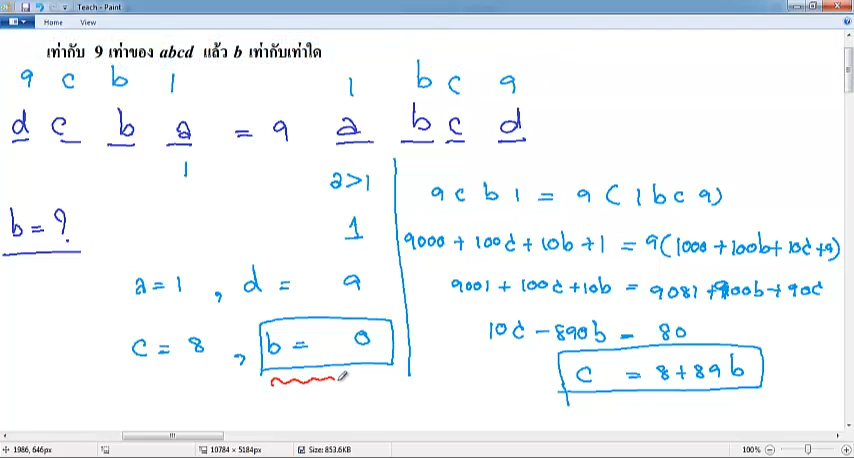 Teach - Paint
Home View
เท่ากับ 9 เท่าของ abcd แล้ว b เท่ากับเท่าใด
9 c b 1 1 b c 9
d c b a = 9 a b c d
1
a>1
b = ?
1
a = 1 , d = 9
c = 8 , b = 0
9 c b 1 = 9 ( 1 b c 9 )
9000 + 100c + 10b + 1 = 9(1000 + 100b + 10c + 9)
9001 + 100c + 10b = 9081 + 900b + 90c
10c - 890b = 80
c = 8 + 89b
1986, 646px
10784 × 5184px
Size: 853.6KB
100%